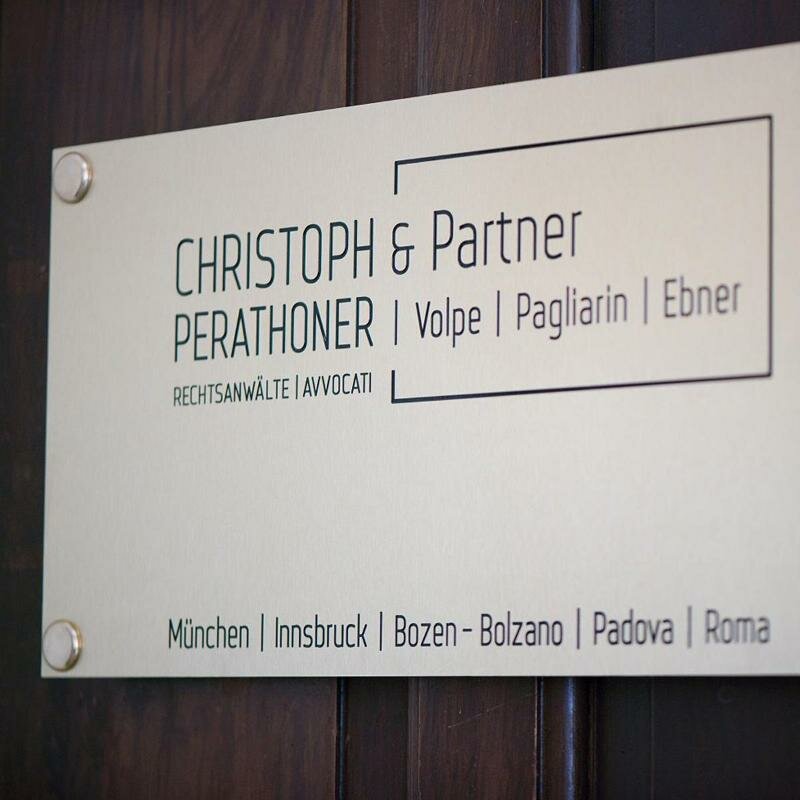 CHRISTOPH & Partner
PERATHONER | Volpe | Pagliarin | Ebner
RECHTSANWÄLTE | AVVOCATI
München | Innsbruck | Bozen - Bolzano | Padova | Roma